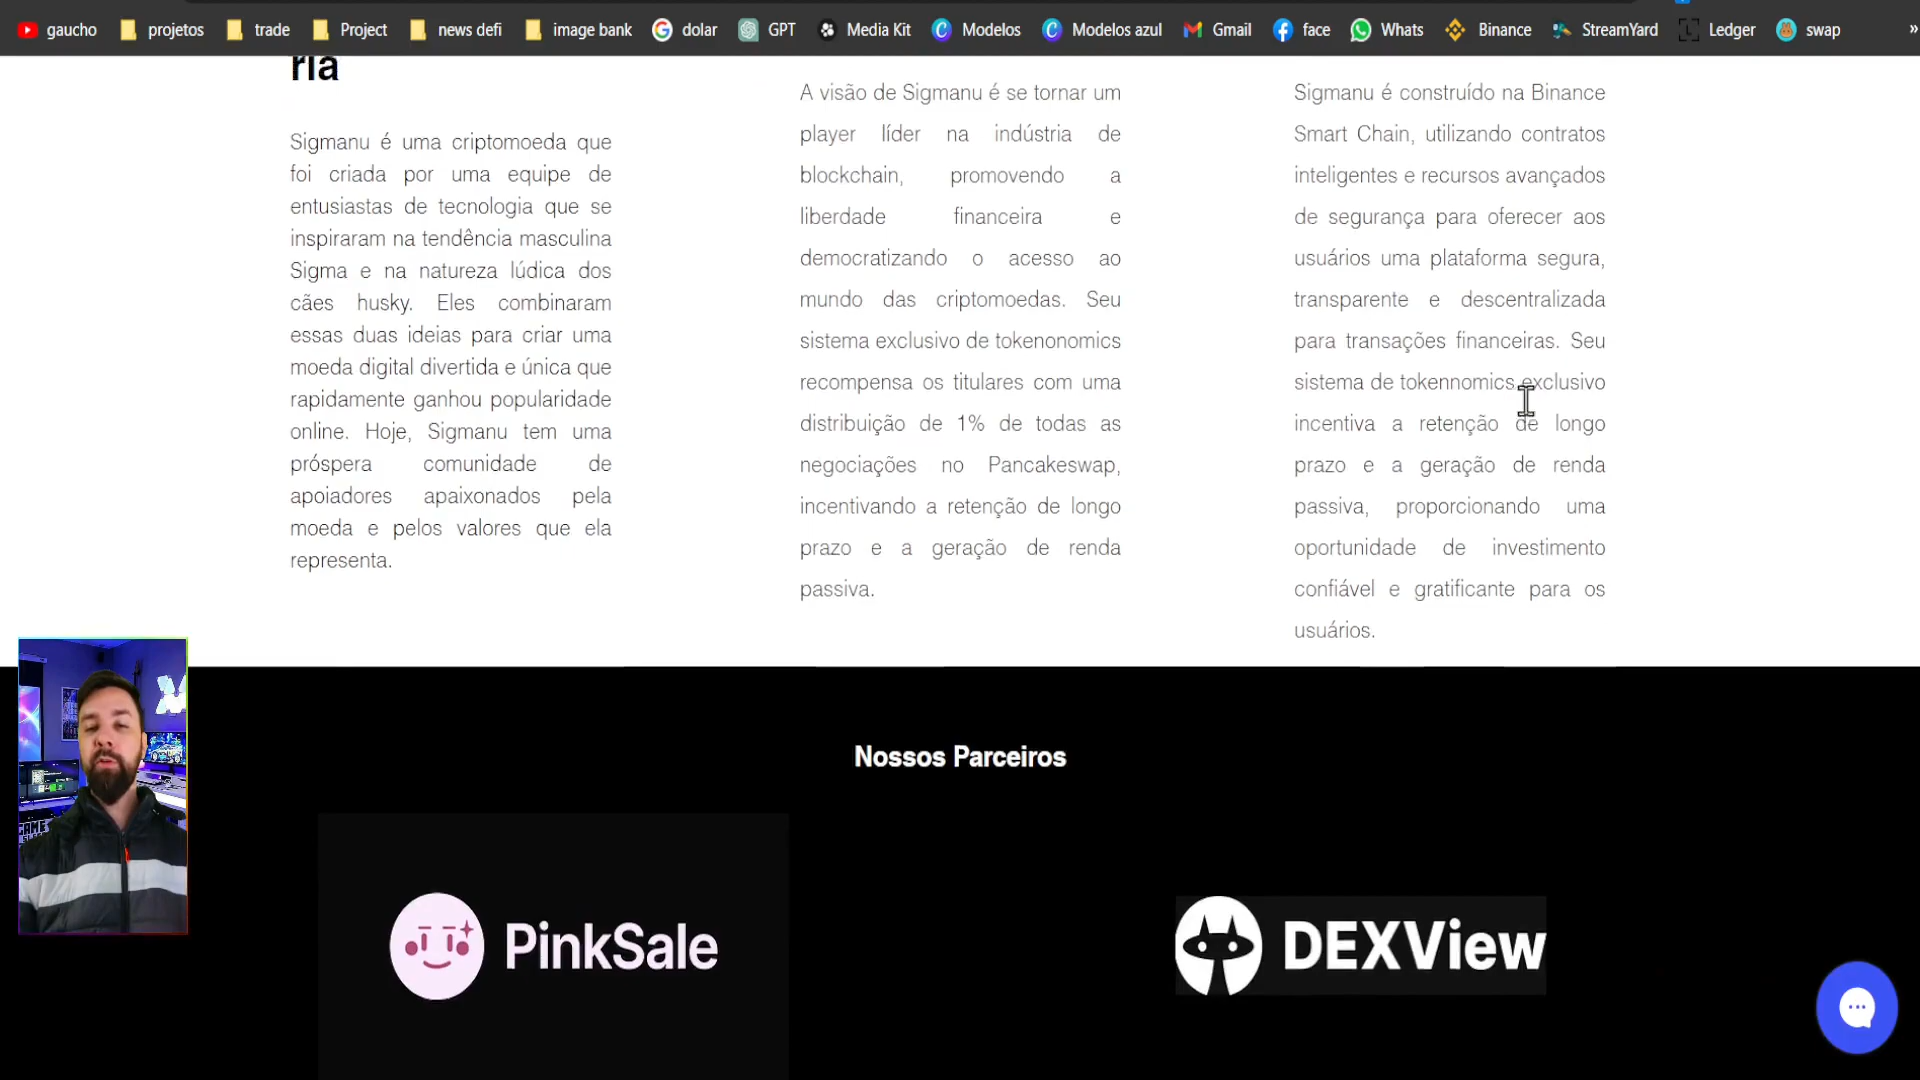 gaucho
projetos
trade
Project
news defi
image bank
dolar
GPT
Media Kit
Modelos
Modelos azul
Gmail
face
Whats
Binance
StreamYard
Ledger
swap
»
ria
Sigmanu é uma criptomoeda que
foi criada por uma equipe de
entusiastas de tecnologia que se
inspiraram na tendência masculina
Sigma e na natureza lúdica dos
cães husky. Eles combinaram
essas duas ideias para criar uma
moeda digital divertida e única que
rapidamente ganhou popularidade
online. Hoje, Sigmanu tem uma
próspera comunidade de
apoiadores apaixonados pela
moeda e pelos valores que ela
representa.
A visão de Sigmanu é se tornar um
player líder na indústria de
blockchain, promovendo a
liberdade financeira e
democratizando o acesso ao
mundo das criptomoedas. Seu
sistema exclusivo de tokenonomics
recompensa os titulares com uma
distribuição de 1% de todas as
negociações no Pancakeswap,
incentivando a retenção de longo
prazo e a geração de renda
passiva.
Sigmanu é construído na Binance
Smart Chain, utilizando contratos
inteligentes e recursos avançados
de segurança para oferecer aos
usuários uma plataforma segura,
transparente e descentralizada
para transações financeiras. Seu
sistema de tokennomics exclusivo
incentiva a retenção de longo
prazo e a geração de renda
passiva, proporcionando uma
oportunidade de investimento
confiável e gratificante para os
usuários.
Nossos Parceiros
PinkSale
DEXView